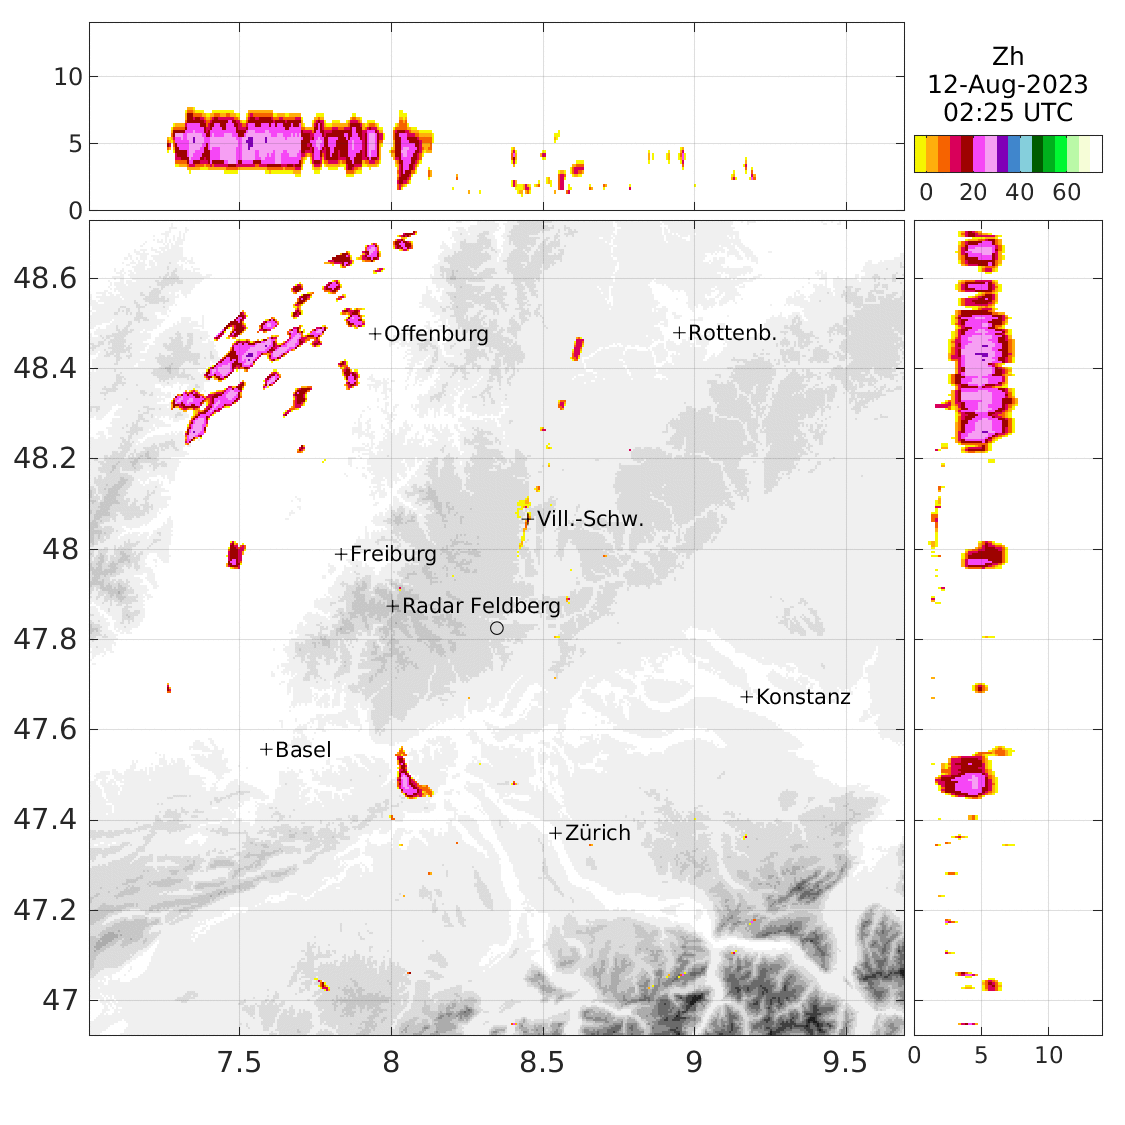 Zh
12-Aug-2023
02:25 UTC
0 20 40 60
10
5
0
48.6
48.4
48.2
48
47.8
47.6
47.4
47.2
47
Offenburg
Rottenb.
Vill.-Schw.
Freiburg
Radar Feldberg
Konstanz
Basel
Zürich
7.5 8 8.5 9 9.5
0 5 10